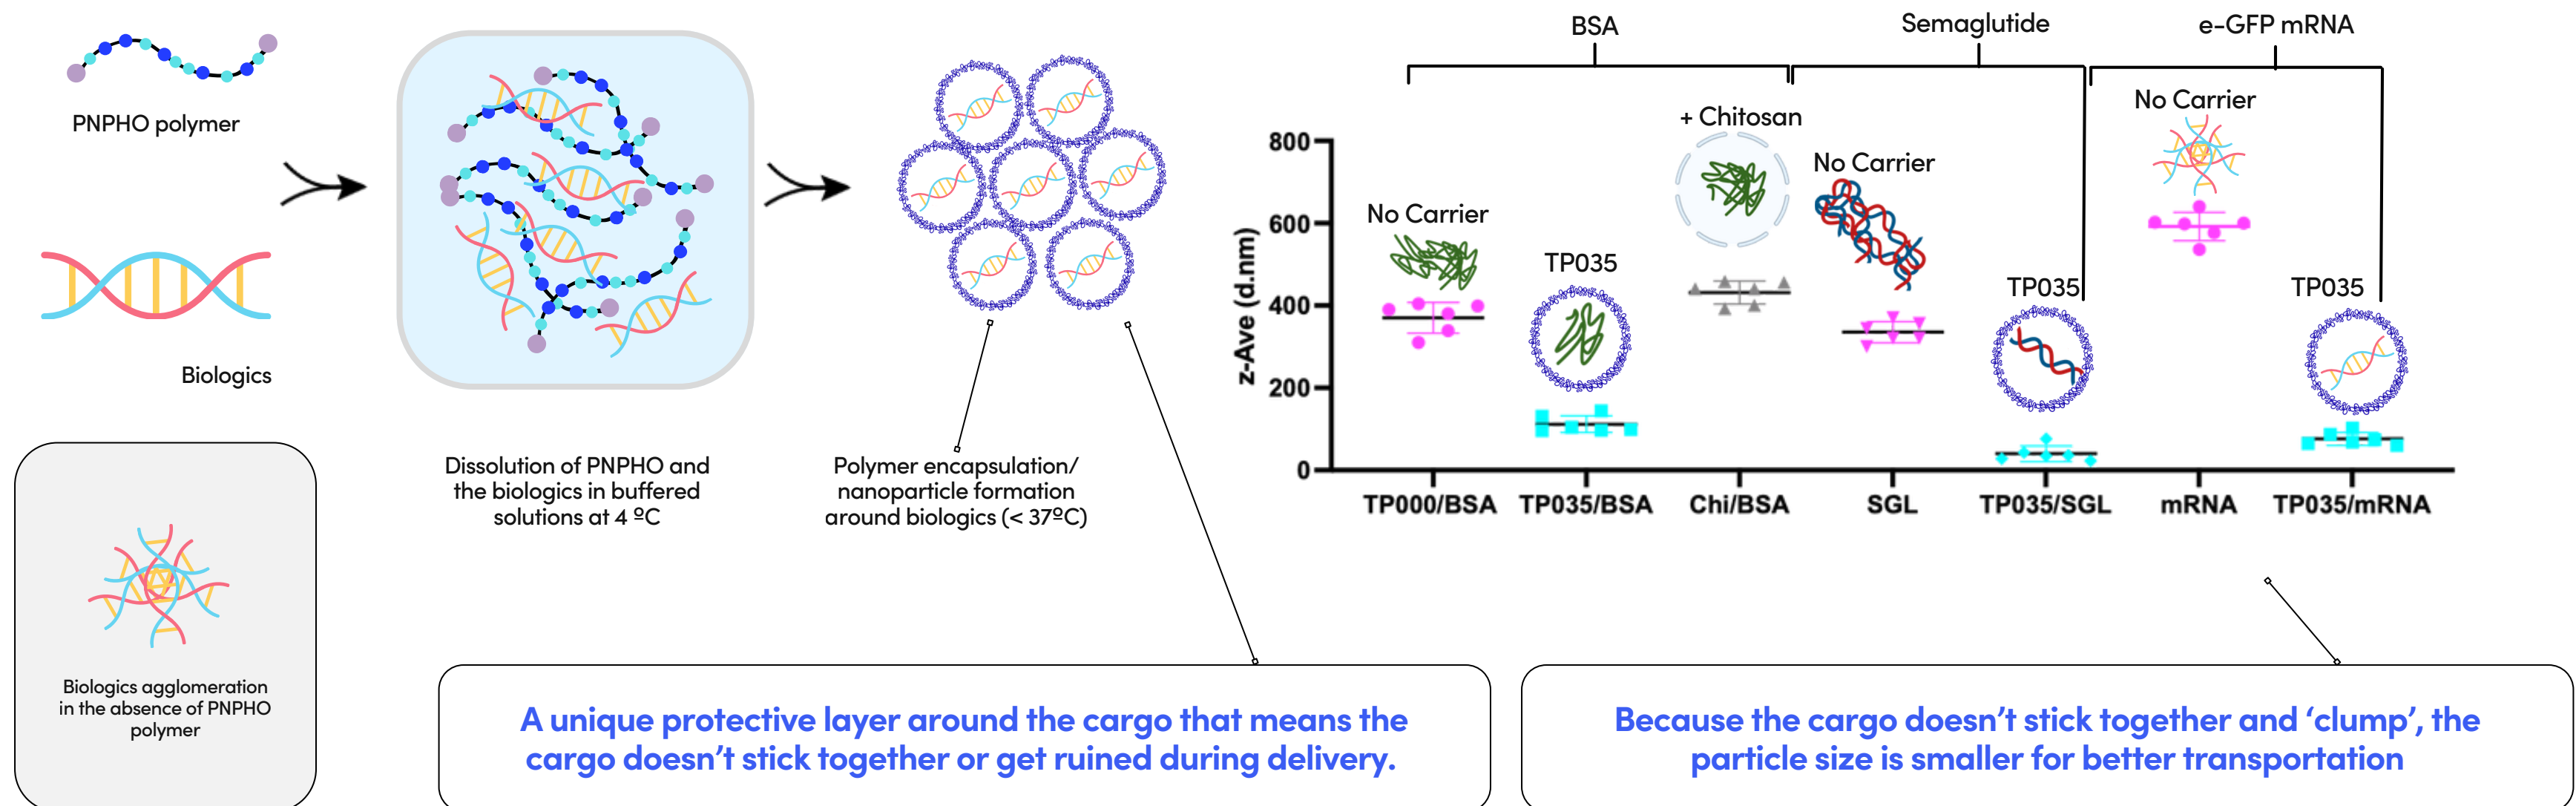 PNPHO polymer
Biologics
Biologics agglomeration
in the absence of PNPHO
polymer
Dissolution of PNPHO and
the biologics in buffered
solutions at 4 ºC
Polymer encapsulation/
nanoparticle formation
around biologics (< 37ºC)
A unique protective layer around the cargo that means the
cargo doesn’t stick together or get ruined during delivery.
BSA
Semaglutide
e-GFP mRNA
No Carrier
TP035
+ Chitosan
No Carrier
TP035
No Carrier
TP035
z-Ave (d.nm)
800
600
400
200
0
TP000/BSA
TP035/BSA
Chi/BSA
SGL
TP035/SGL
mRNA
TP035/mRNA
Because the cargo doesn’t stick together and ‘clump’, the
particle size is smaller for better transportation